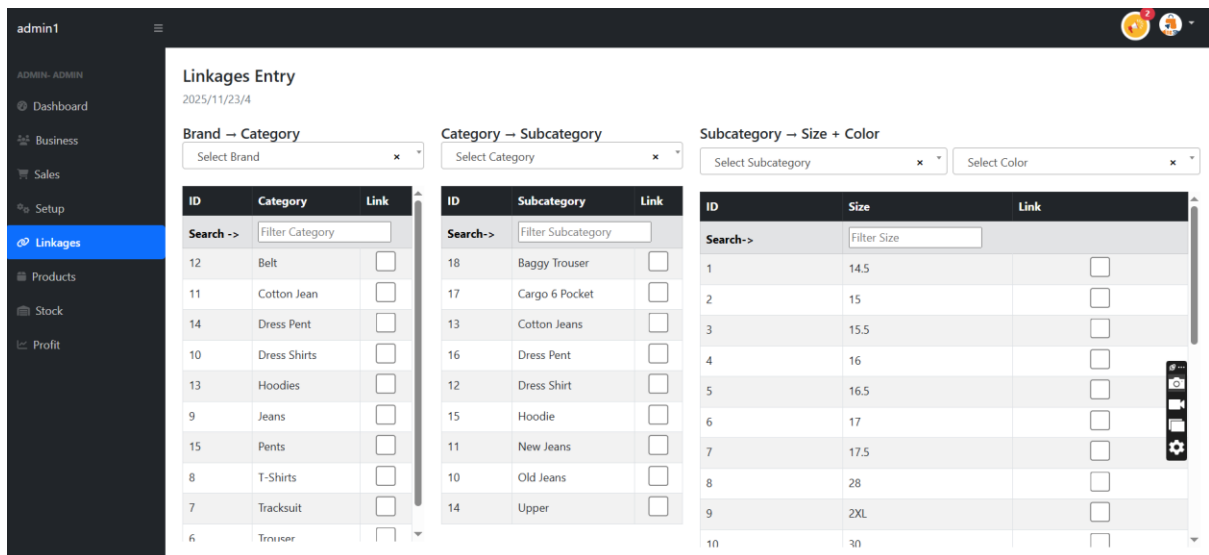 admin1
2
ADMIN- ADMIN
Dashboard
Business
Sales
Setup
Linkages
Products
Stock
Profit
Linkages Entry
2025/11/23/4
Brand → Category
Select Brand ×
ID Category Link
Search -> Filter Category
12 Belt
11 Cotton Jean
14 Dress Pent
10 Dress Shirts
13 Hoodies
9 Jeans
15 Pents
8 T-Shirts
7 Tracksuit
6 Trouser
Category → Subcategory
Select Category ×
ID Subcategory Link
Search-> Filter Subcategory
18 Baggy Trouser
17 Cargo 6 Pocket
13 Cotton Jeans
16 Dress Pent
12 Dress Shirt
15 Hoodie
11 New Jeans
10 Old Jeans
14 Upper
Subcategory → Size + Color
Select Subcategory × Select Color ×
ID Size Link
Search-> Filter Size
1 14.5
2 15
3 15.5
4 16
5 16.5
6 17
7 17.5
8 28
9 2XL
10 30